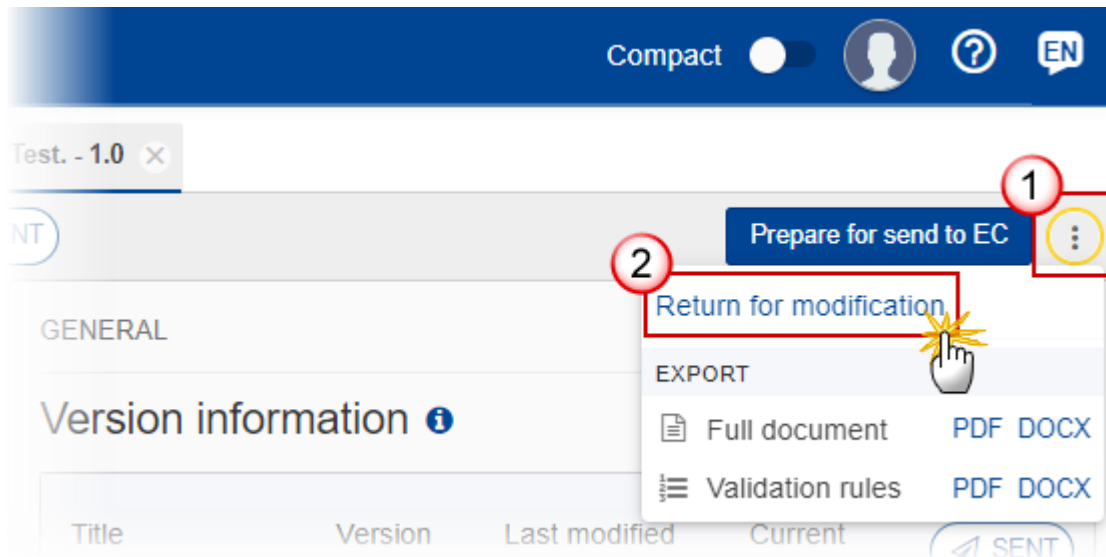 Compact EN
Test. - 1.0
1
NT
Prepare for send to EC
2
Return for modification
GENERAL
EXPORT
Version information
Full document PDF DOCX
Validation rules PDF DOCX
Title Version Last modified Current SENT